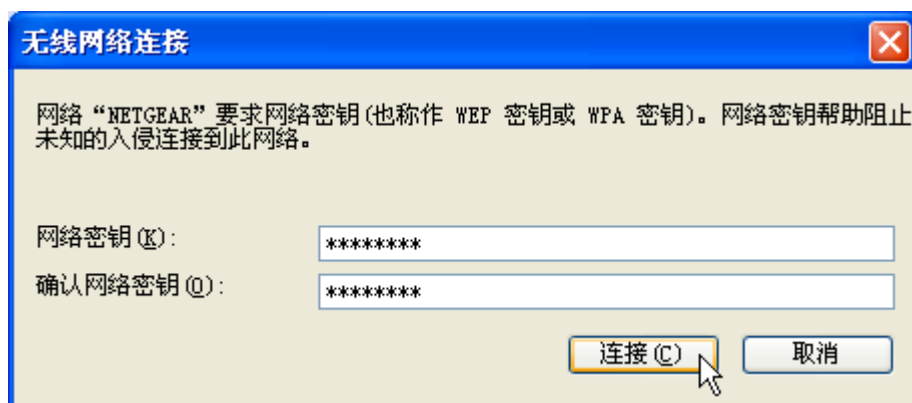 无线网络连接
网络“NETGEAR”要求网络密钥(也称作 WEP 密钥或 WPA 密钥)。网络密钥帮助阻止
未知的入侵连接到此网络。
网络密钥(K): ********
确认网络密钥(O): ********
连接(C) 取消